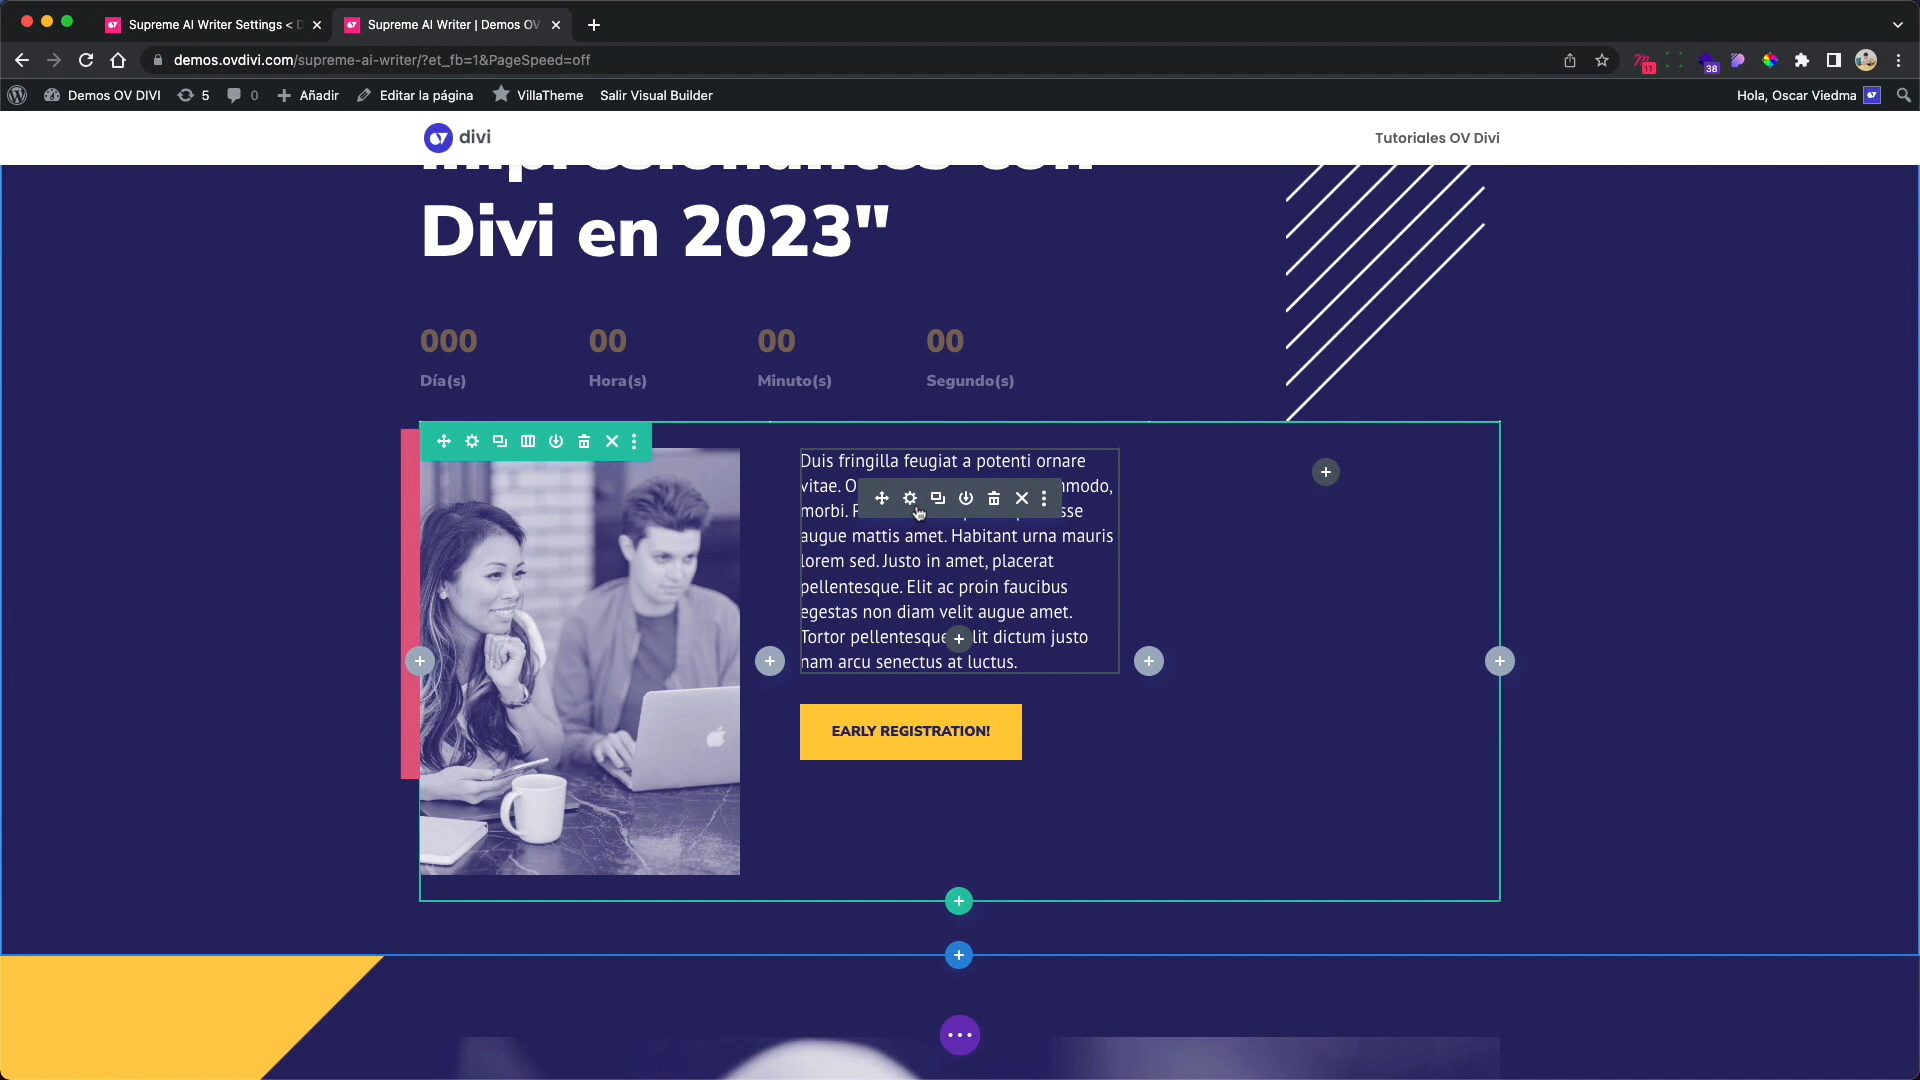 Supreme AI Writer Settings <
Supreme AI Writer | Demos OV
demos.ovdivi.com/supreme-ai-writer/?et_fb=1&PageSpeed=off
11
38
Demos OV DIVI
5
0
Añadir
Editar la página
VillaTheme
Salir Visual Builder
Hola, Oscar Viedma
divi
Tutoriales OV Divi
Impresionantes con
Divi en 2023"
000
00
00
00
Día(s)
Hora(s)
Minuto(s)
Segundo(s)
Duis fringilla feugiat a potenti ornare
vitae.
morbi.
augue mattis amet. Habitant urna mauris
lorem sed. Justo in amet, placerat
pellentesque. Elit ac proin faucibus
egestas non diam velit augue amet.
Tortor pellentesque lit dictum justo
nam arcu senectus at luctus.
EARLY REGISTRATION!